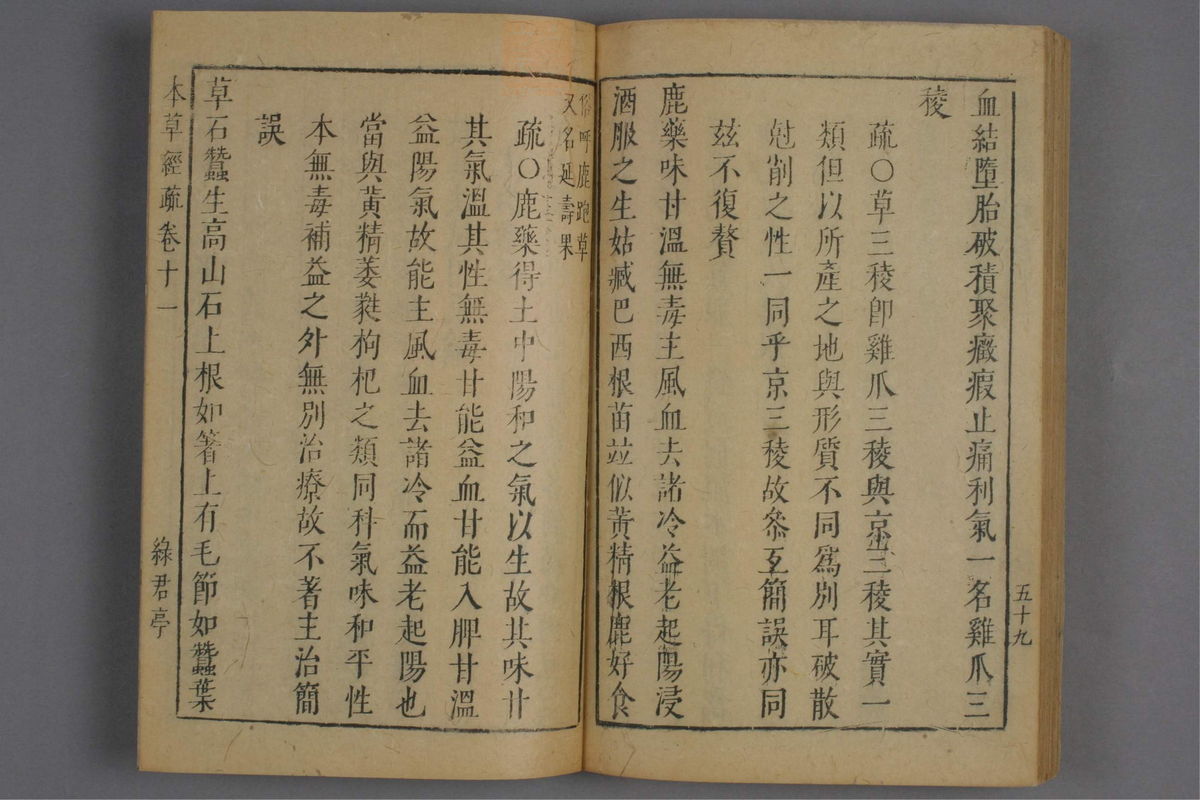 五十九
血結墮胎破積聚癥瘕止痛利氣一名雞爪三
稜
疏○草三稜即雞爪三稜與京三稜其實一
類但以所產之地與形質不同爲別耳破散
尅削之性一同乎京三稜故叅互簡誤亦同
玆不復贅
鹿藥味甘溫無毒主風血去諸冷益老起陽浸
酒服之生姑臧巴西根苗竝似黃精根鹿好食
俗呼鹿跑草
又名延壽果
疏○鹿藥得土中陽和之氣以生故其味甘
其氣溫其性無毒甘能益血甘能入脾甘溫
益陽氣故能主風血去諸冷而益老起陽也
當與黃精萎蕤枸杞之類同科氣味和平性
本無毒補益之外無別治療故不著主治簡
誤
草石蠶生高山石上根如箸上有毛節如蠶葉
本草經疏卷十一
綠君亭